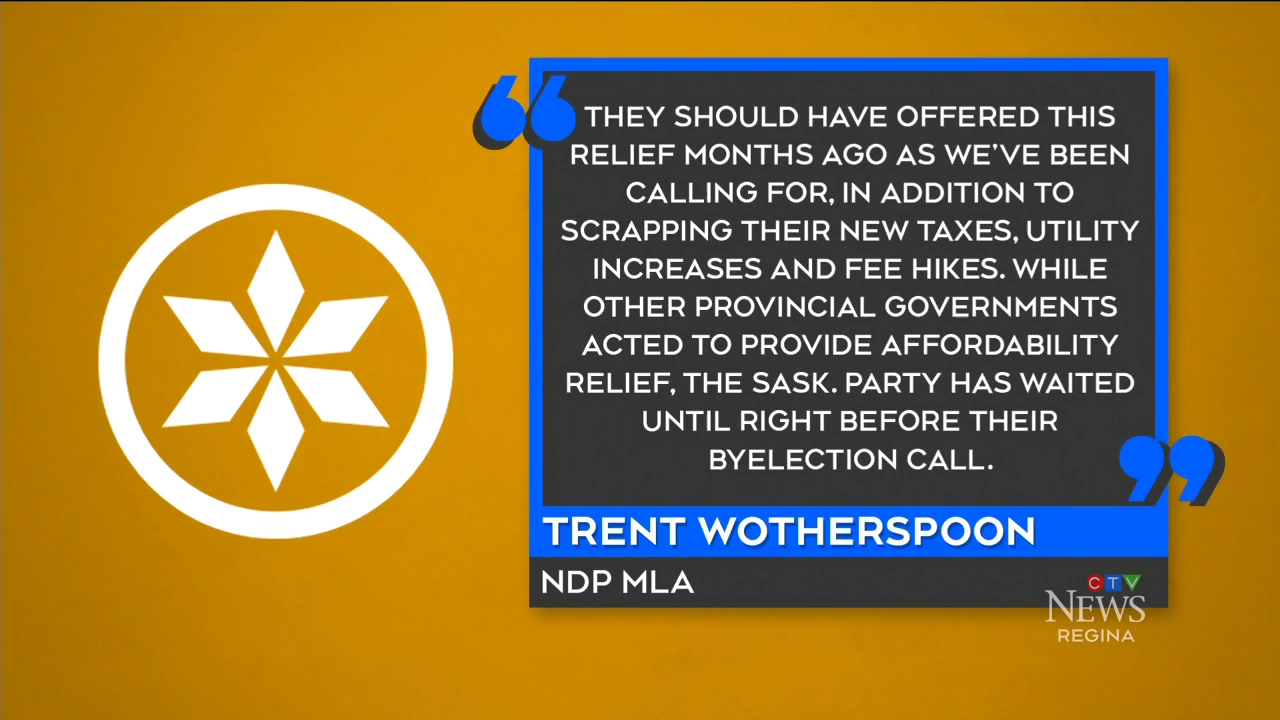 THEY SHOULD HAVE OFFERED THIS
RELIEF MONTHS AGO AS WE'VE BEEN
CALLING FOR, IN ADDITION TO
SCRAPPING THEIR NEW TAXES, UTILITY
INCREASES AND FEE HIKES. WHILE
OTHER PROVINCIAL GOVERNMENTS
ACTED TO PROVIDE AFFORDABILITY
RELIEF, THE SASK. PARTY HAS WAITED
UNTIL RIGHT BEFORE THEIR
BYELECTION CALL.
TRENT WOTHERSPOON
NDP MLA
CTV
NEWS
REGINA